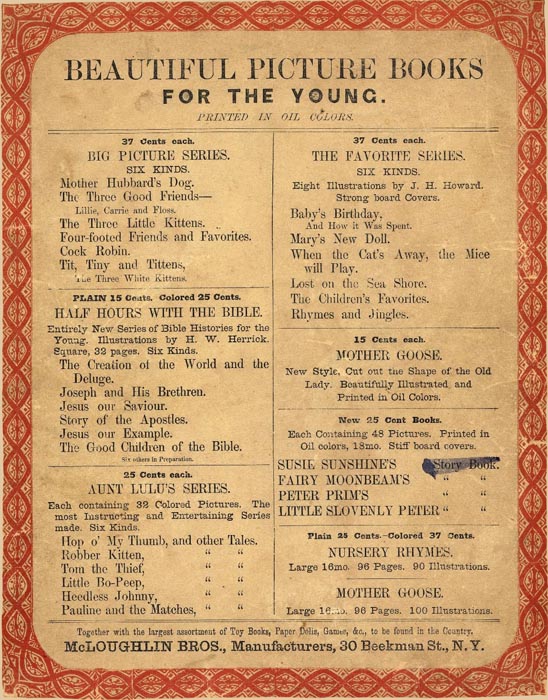 BEAUTIFUL PICTURE BOOKS
FOR THE YOUNG.
PRINTED IN OIL COLORS.
37 Cents each.
BIG PICTURE SERIES.
SIX KINDS.
Mother Hubbard's Dog.
The Three Good Friends—
Lillie, Carrie and Floss.
The Three Little Kittens.
Four-footed Friends and Favorites.
Cock Robin.
Tit, Tiny and Tittens,
The Three White Kittens.
PLAIN 15 Cents. Colored 25 Cents.
HALF HOURS WITH THE BIBLE.
Entirely New Series of Bible Histories for the
Young. Illustrations by H. W. Herrick.
Square, 32 pages. Six Kinds.
The Creation of the World and the
Deluge.
Joseph and His Brethren.
Jesus our Saviour.
Story of the Apostles.
Jesus our Example.
The Good Children of the Bible.
Six others in Preparation.
25 Cents each.
AUNT LULU'S SERIES.
Each containing 32 Colored Pictures. The
most Instructing and Entertaining Series
made. Six Kinds.
Hop o' My Thumb, and other Tales.
Robber Kitten, " "
Tom the Thief, " "
Little Bo-Peep, " "
Heedless Johnny, " "
Pauline and the Matches, " "
37 Cents each.
THE FAVORITE SERIES.
SIX KINDS.
Eight Illustrations by J. H. Howard.
Strong board Covers.
Baby's Birthday,
And How it Was Spent.
Mary's New Doll.
When the Cat's Away, the Mice
will Play.
Lost on the Sea Shore.
The Children's Favorites.
Rhymes and Jingles.
15 Cents each.
MOTHER GOOSE.
New Style, Cut out the Shape of the Old
Lady. Beautifully Illustrated and
Printed in Oil Colors.
New 25 Cent Books.
Each Containing 48 Pictures. Printed in
Oil colors, 18mo. Stiff board covers.
SUSIE SUNSHINE'S Story Book.
FAIRY MOONBEAM'S " "
PETER PRIM'S " "
LITTLE SLOVENLY PETER " "
Plain 25 Cents.—Colored 37 Cents.
NURSERY RHYMES.
Large 16mo. 96 Pages. 90 Illustrations.
MOTHER GOOSE.
Large 16mo. 96 Pages. 100 Illustrations.
Together with the largest assortment of Toy Books, Paper Dolls, Games, &c., to be found in the Country.
McLOUGHLIN BROS., Manufacturers, 30 Beekman St., N.Y.